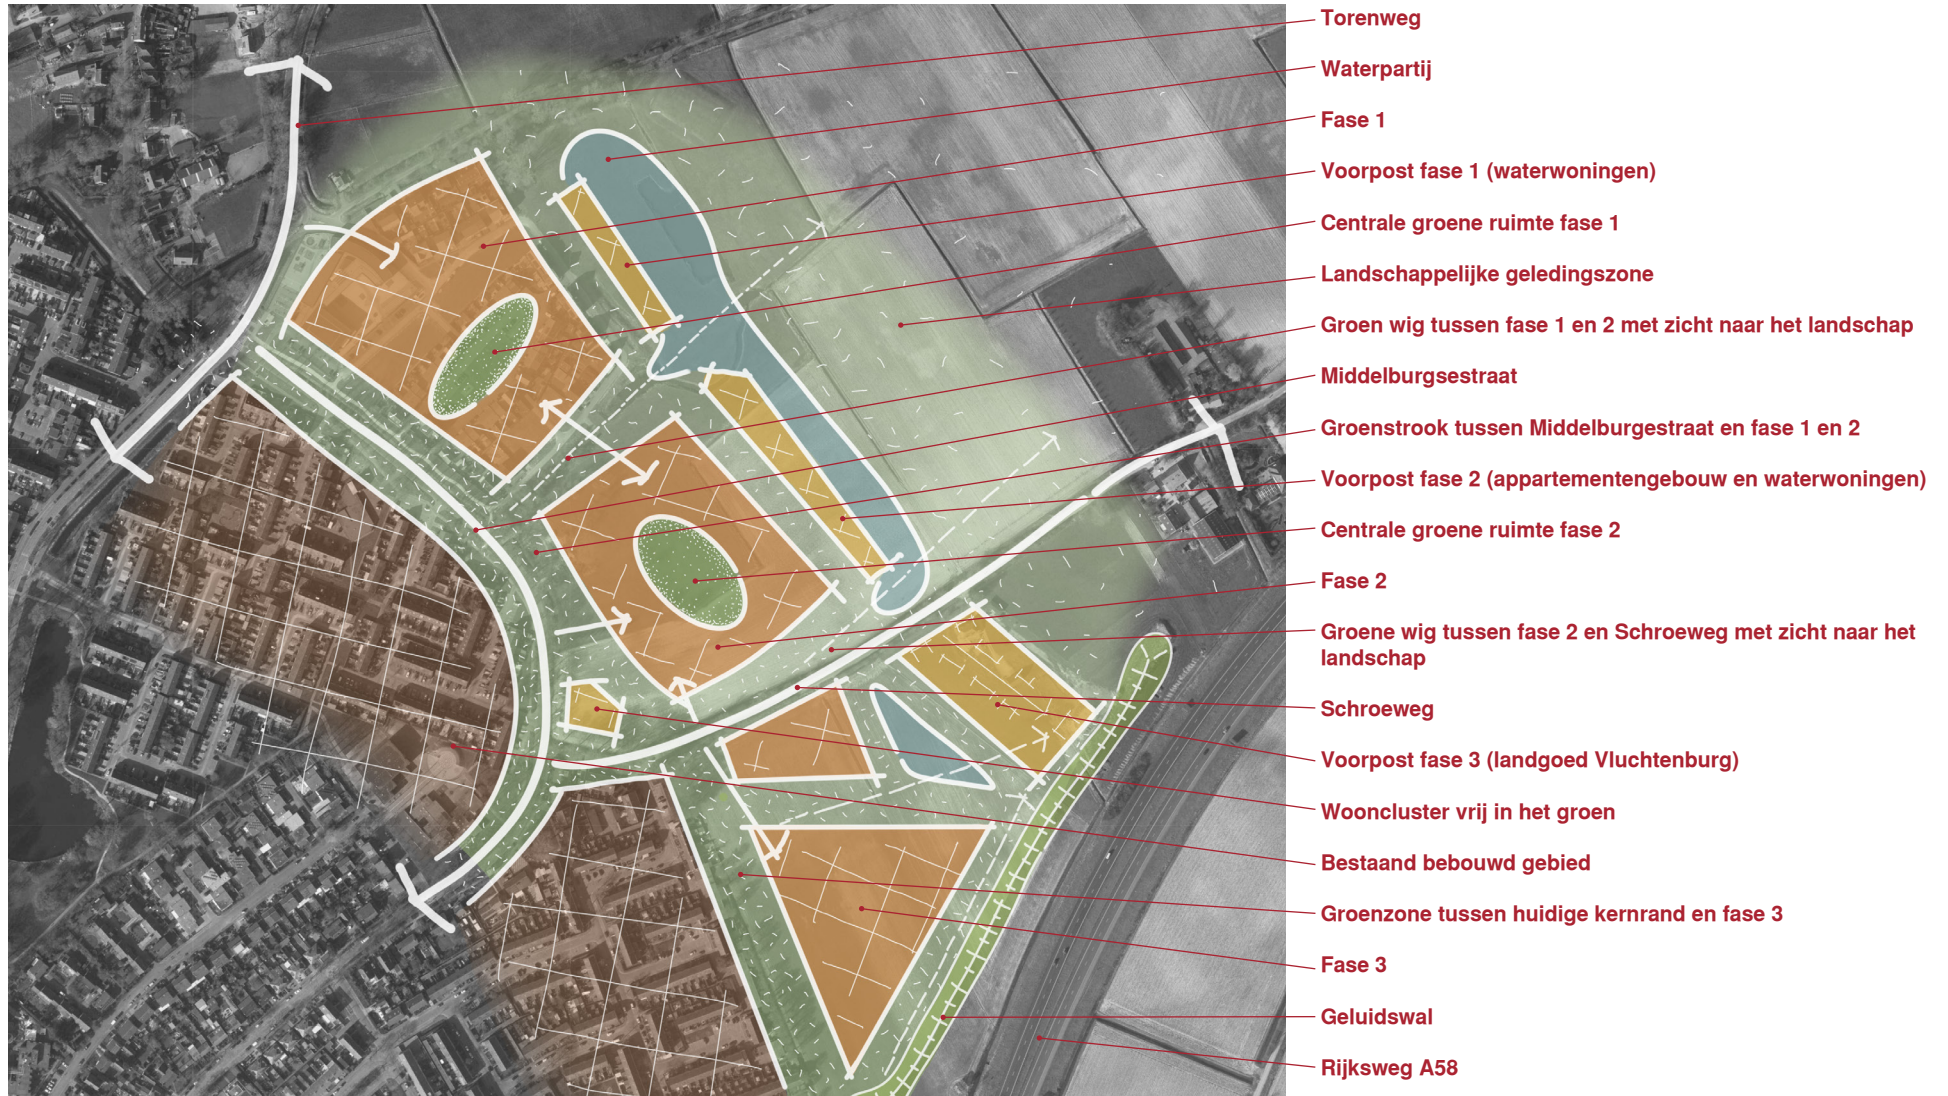 Torenweg
Waterpartij
Fase 1
Voorpost fase 1 (waterwoningen)
Centrale groene ruimte fase 1
Landschappelijke geledingszone
Groen wig tussen fase 1 en 2 met zicht naar het landschap
Middelburgsestraat
Groenstrook tussen Middelburgestraat en fase 1 en 2
Voorpost fase 2 (appartementengebouw en waterwoningen)
Centrale groene ruimte fase 2
Fase 2
Groene wig tussen fase 2 en Schroeweg met zicht naar het
landschap
Schroeweg
Voorpost fase 3 (landgoed Vluchtenburg)
Wooncluster vrij in het groen
Bestaand bebouwd gebied
Groenzone tussen huidige kernrand en fase 3
Fase 3
Geluidswal
Rijksweg A58